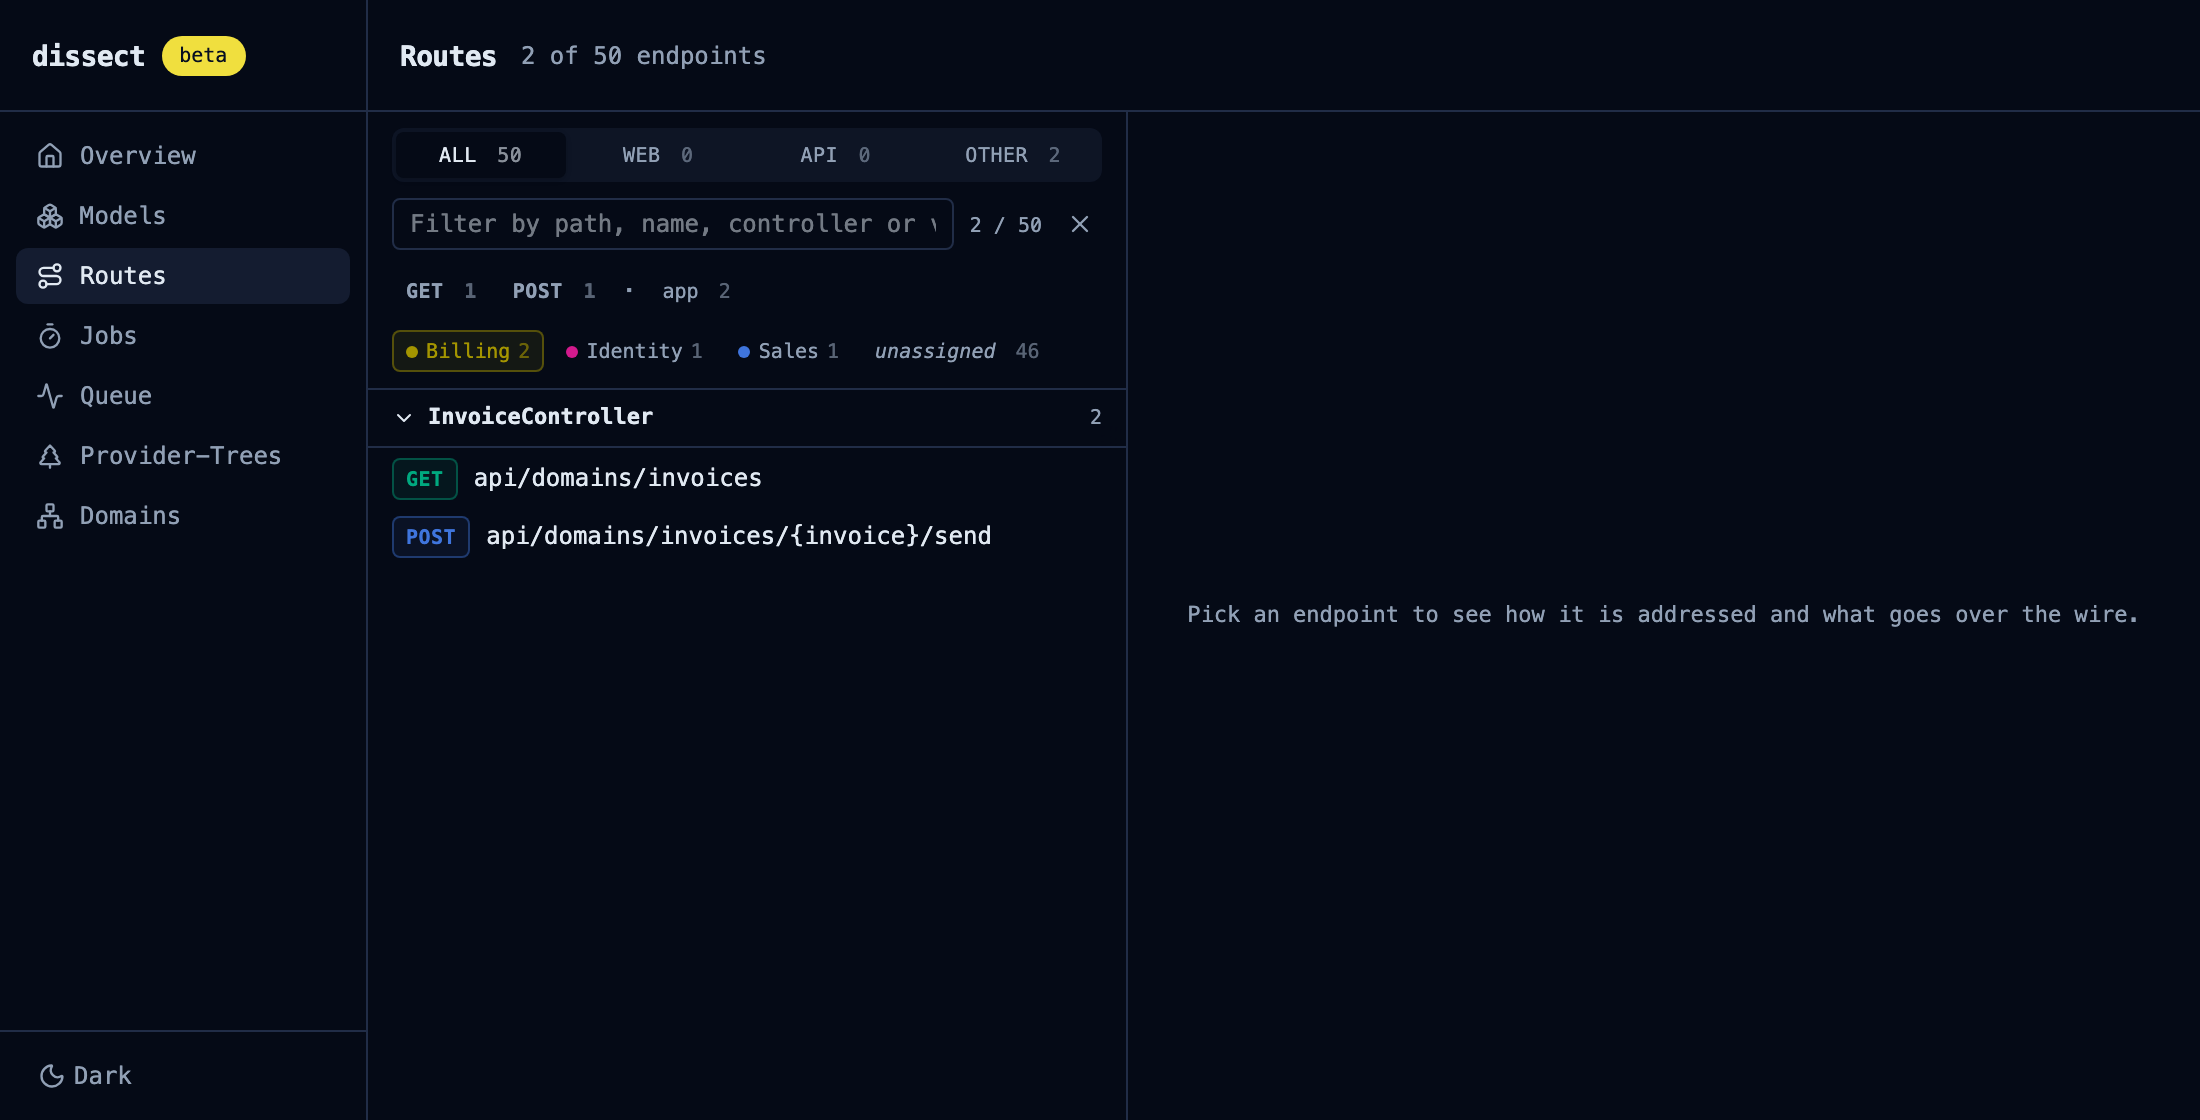 dissect beta
Routes 2 of 50 endpoints
Overview
Models
Routes
Jobs
Queue
Provider-Trees
Domains
Dark
ALL 50 WEB 0 API 0 OTHER 2
Filter by path, name, controller or
2 / 50
GET 1 POST 1 · app 2
Billing 2 Identity 1 Sales 1 unassigned 46
InvoiceController 2
GET api/domains/invoices
POST api/domains/invoices/{invoice}/send
Pick an endpoint to see how it is addressed and what goes over the wire.